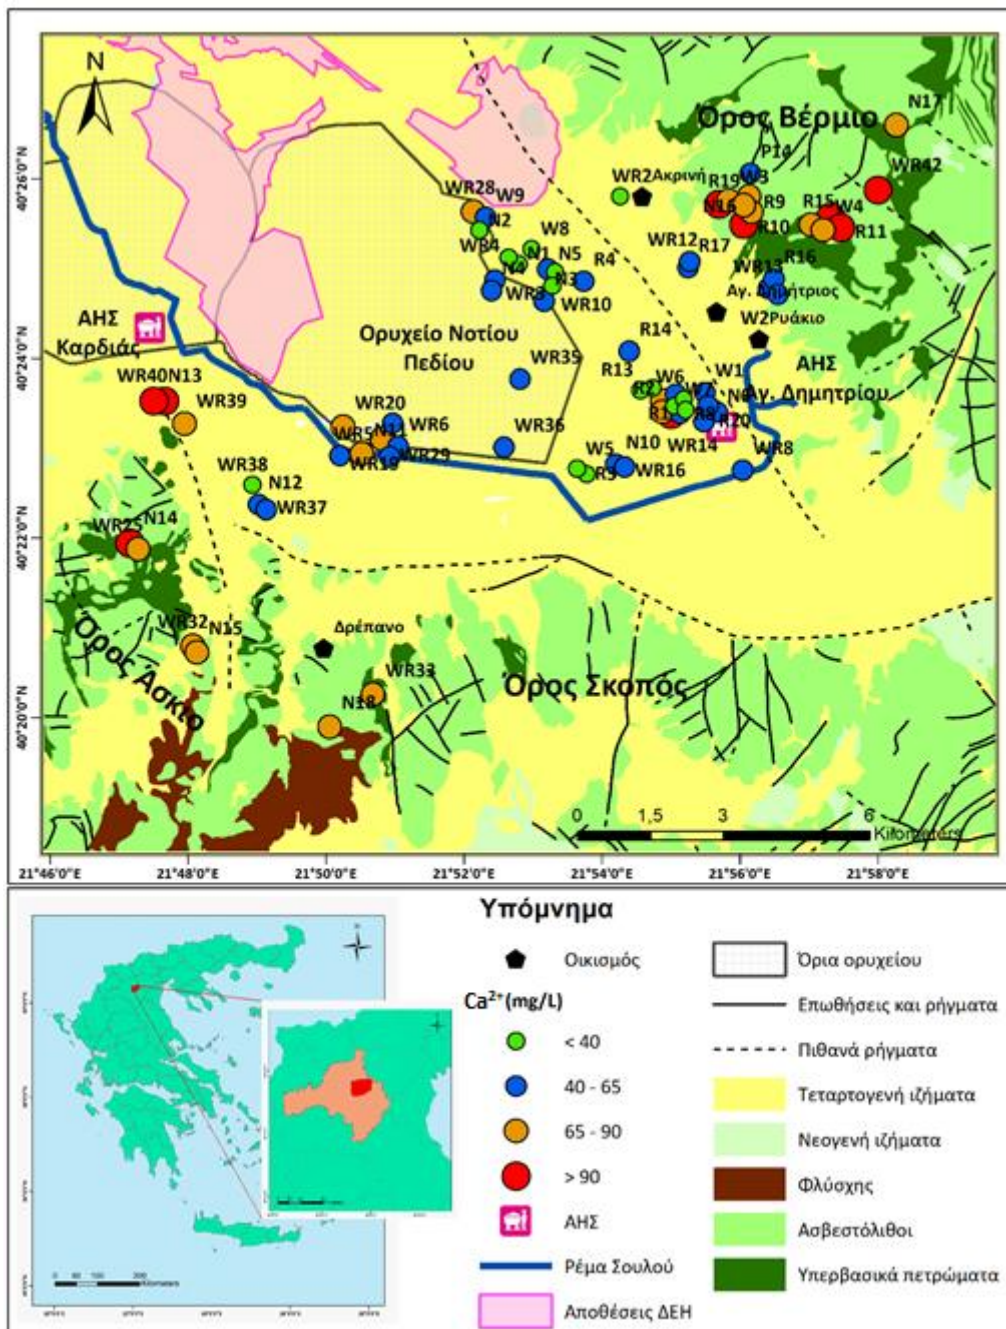 N
Όρος Βέρμιο
N17
P14
WR42
WR2 Ακρινή
R19 W3
WR28 W9
N16 R9
R15 W4
N2
R10
R11
W8
WR4
N1 N5 R4
WR12 R17
R16
N4
N3
WR13
WR3
WR10
Αγ. Δημήτριος
ΑΗΣ
Καρδιάς
Ορυχείο Νοτίου
Πεδίου
W2 Ρυάκιο
R14
WR35
R13
ΑΗΣ
Αγ. Δημητρίου
WR40 N13
W6
W1
R2
W7
WR39
WR20
WR6
WR36
R1
R8
R20
WR5
N11
W5
N10
WR14
WR8
WR19
WR29
R3
WR16
WR38
N12
WR37
WR25 N14
WR32
N15
Δρέπανο
Όρος Άσκιο
WR33
Όρος Σκοπός
N18
0 1,5 3 6
Kilometers
40°26'0"N
40°24'0"N
40°22'0"N
40°20'0"N
21°46'0"E 21°48'0"E 21°50'0"E 21°52'0"E 21°54'0"E 21°56'0"E 21°58'0"E
Υπόμνημα
Οικισμός
Ca²⁺(mg/L)
< 40
40 - 65
65 - 90
> 90
ΑΗΣ
Ρέμα Σουλού
Αποθέσεις ΔΕΗ
Όρια ορυχείου
Επωθήσεις και ρήγματα
Πιθανά ρήγματα
Τεταρτογενή ιζήματα
Νεογενή ιζήματα
Φλύσχης
Ασβεστόλιθοι
Υπερβασικά πετρώματα